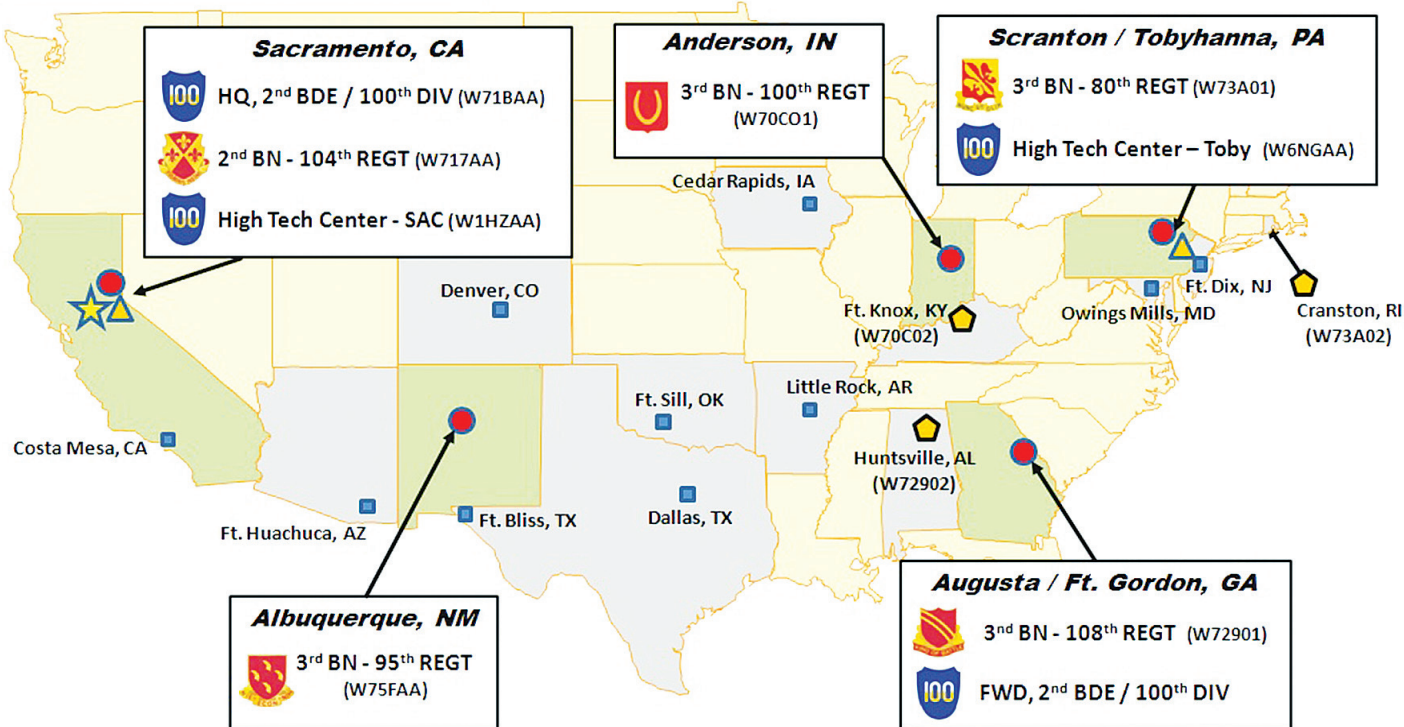 Sacramento, CA
100 HQ, 2nd BDE / 100th DIV (W71BAA)
2nd BN - 104th REGT (W717AA)
100 High Tech Center - SAC (W1HZAA)
Anderson, IN
3rd BN - 100th REGT
(W70CO1)
Scranton / Tobyhanna, PA
3rd BN - 80th REGT (W73A01)
100 High Tech Center – Toby (W6NGAA)
Cedar Rapids, IA
Denver, CO
Ft. Knox, KY
(W70C02)
Ft. Dix, NJ
Owings Mills, MD
Cranston, RI
(W73A02)
Little Rock, AR
Ft. Sill, OK
Costa Mesa, CA
Huntsville, AL
(W72902)
Ft. Huachuca, AZ
Ft. Bliss, TX
Dallas, TX
Albuquerque, NM
3rd BN - 95th REGT
(W75FAA)
Augusta / Ft. Gordon, GA
3nd BN - 108th REGT (W72901)
100 FWD, 2nd BDE / 100th DIV